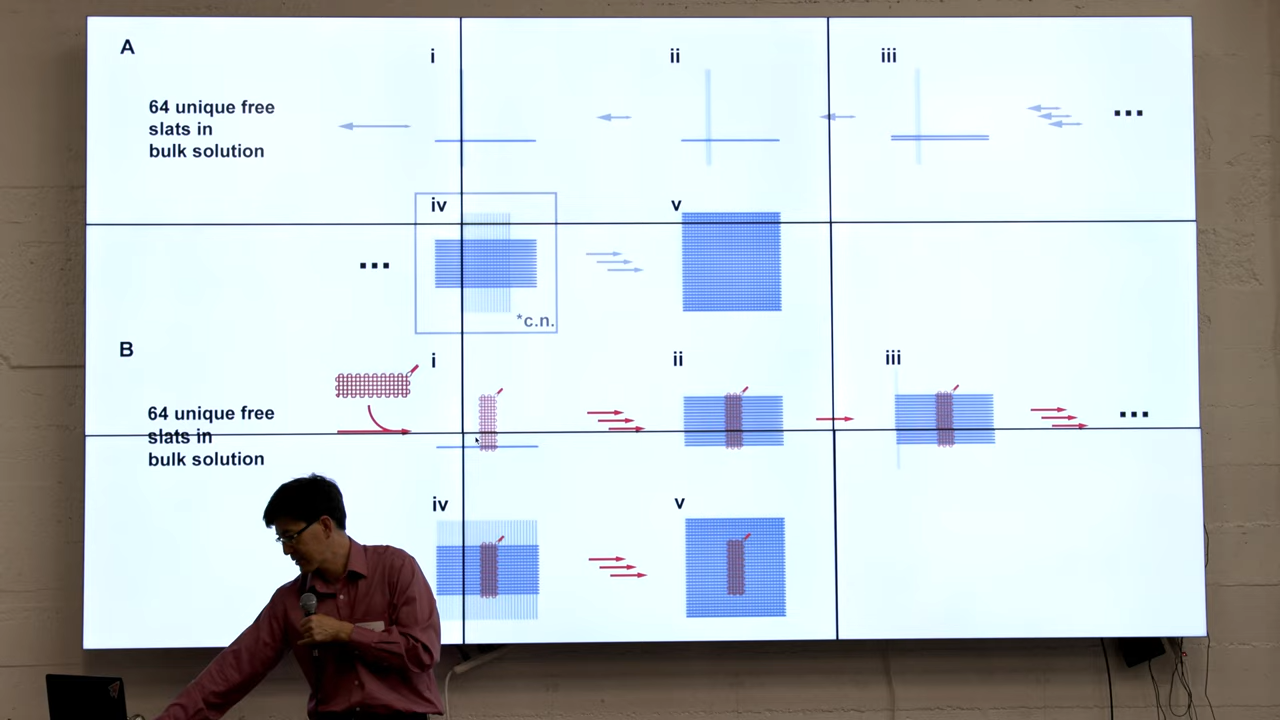 A
i
ii
iii
64 unique free
slats in
bulk solution
...
iv
v
...
*c.n.
B
i
ii
iii
64 unique free
slats in
bulk solution
...
iv
v